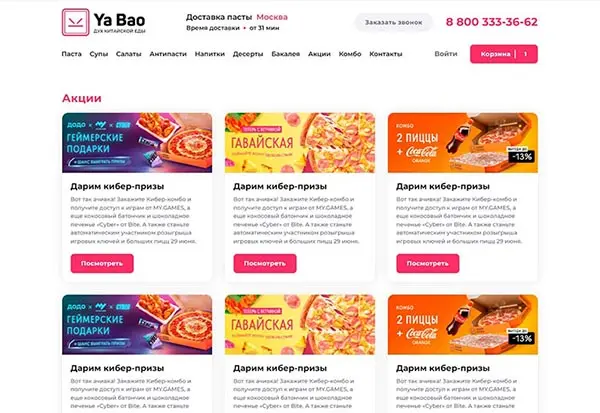 Ya Bao
ДУХ КИТАЙСКОЙ ЕДЫ
Доставка пасты Москва
Время доставки • от 31 мин
Заказать звонок
8 800 333-36-62
Паста Супы Салаты Антипасти Напитки Десерты Бакалея Акции Комбо Контакты
Войти
Корзина | 1
Акции
ДОДО × MY GAMES × CYBER
ГЕЙМЕРСКИЕ
ПОДАРКИ
+ ШАНС ВЫИГРАТЬ ПРИЗЫ
ТЕПЕРЬ С ВЕТЧИНОЙ
ГАВАЙСКАЯ
КОМБО
2 ПИЦЦЫ
+ Coca-Cola
ORANGE
ВЫГОДА ДО
-13%
Дарим кибер-призы
Вот так ачивка! Закажите Кибер-комбо и
получите доступ к играм от MY.GAMES, а
еще кокосовый батончик и шоколадное
печенье «Cyber» от Bite. А также станьте
автоматическим участником розыгрыша
игровых ключей и больших пицц 29 июня.
Посмотреть
Дарим кибер-призы
Вот так ачивка! Закажите Кибер-комбо и
получите доступ к играм от MY.GAMES, а
еще кокосовый батончик и шоколадное
печенье «Cyber» от Bite. А также станьте
автоматическим участником розыгрыша
игровых ключей и больших пицц 29 июня.
Посмотреть
Дарим кибер-призы
Вот так ачивка! Закажите Кибер-комбо и
получите доступ к играм от MY.GAMES, а
еще кокосовый батончик и шоколадное
печенье «Cyber» от Bite. А также станьте
автоматическим участником розыгрыша
игровых ключей и больших пицц 29 июня.
Посмотреть
ДОДО × MY GAMES × CYBER
ГЕЙМЕРСКИЕ
ПОДАРКИ
+ ШАНС ВЫИГРАТЬ ПРИЗЫ
ТЕПЕРЬ С ВЕТЧИНОЙ
ГАВАЙСКАЯ
КОМБО
2 ПИЦЦЫ
+ Coca-Cola
ORANGE
ВЫГОДА ДО
-13%
Дарим кибер-призы
Вот так ачивка! Закажите Кибер-комбо и
получите доступ к играм от MY.GAMES, а
еще кокосовый батончик и шоколадное
печенье «Cyber» от Bite. А также станьте
Дарим кибер-призы
Вот так ачивка! Закажите Кибер-комбо и
получите доступ к играм от MY.GAMES, а
еще кокосовый батончик и шоколадное
печенье «Cyber» от Bite. А также станьте
Дарим кибер-призы
Вот так ачивка! Закажите Кибер-комбо и
получите доступ к играм от MY.GAMES, а
еще кокосовый батончик и шоколадное
печенье «Cyber» от Bite. А также станьте